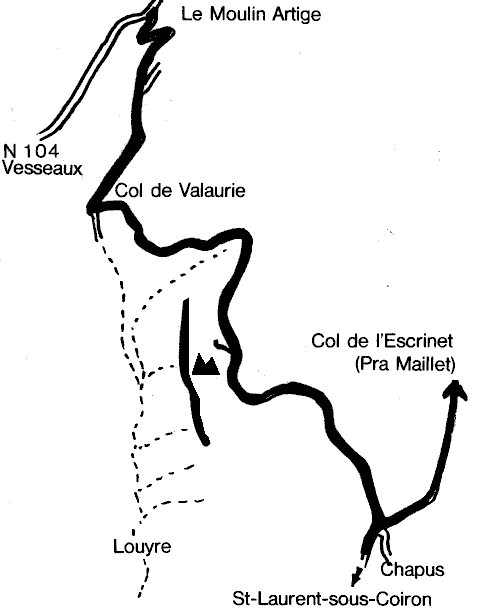 Le Moulin Artige
N 104
Vesseaux
Col de Valaurie
Col de l'Escrinet
(Pra Maillet)
Louyre
Chapus
St-Laurent-sous-Coiron